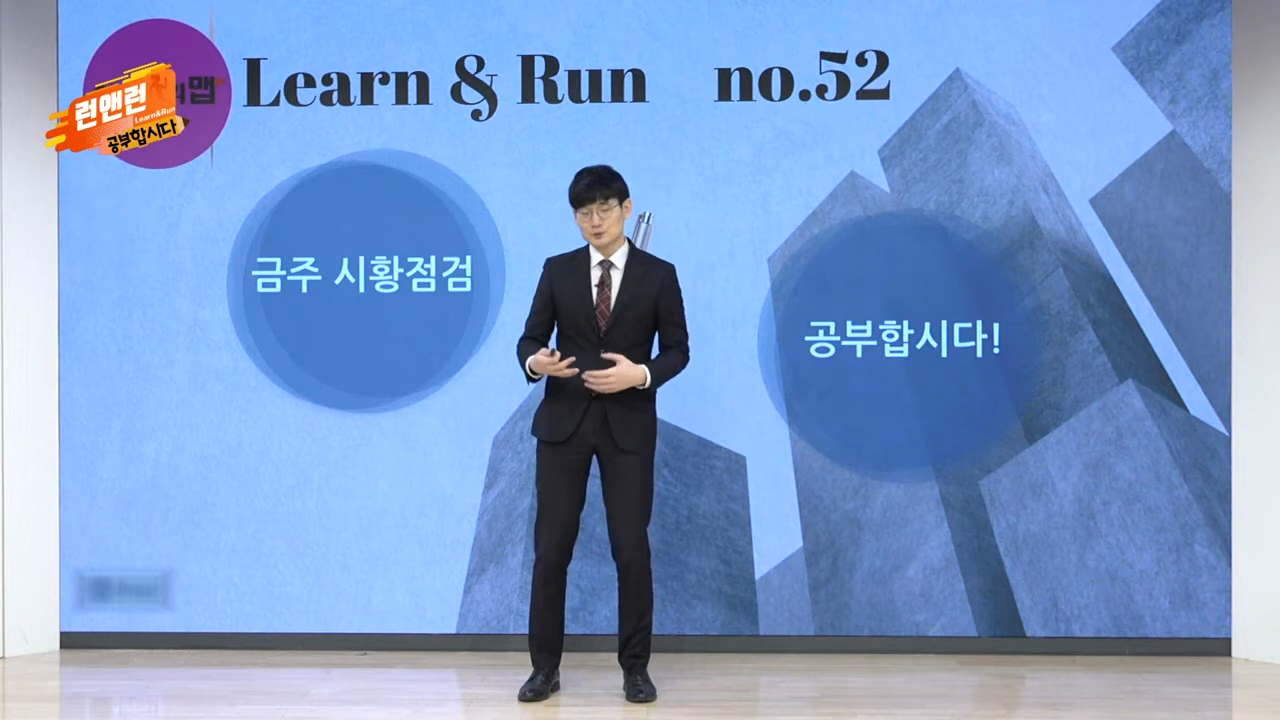 Learn & Run no.52
맵
런앤런
Learn&Run
공부합시다
금주 시황점검
공부합시다!